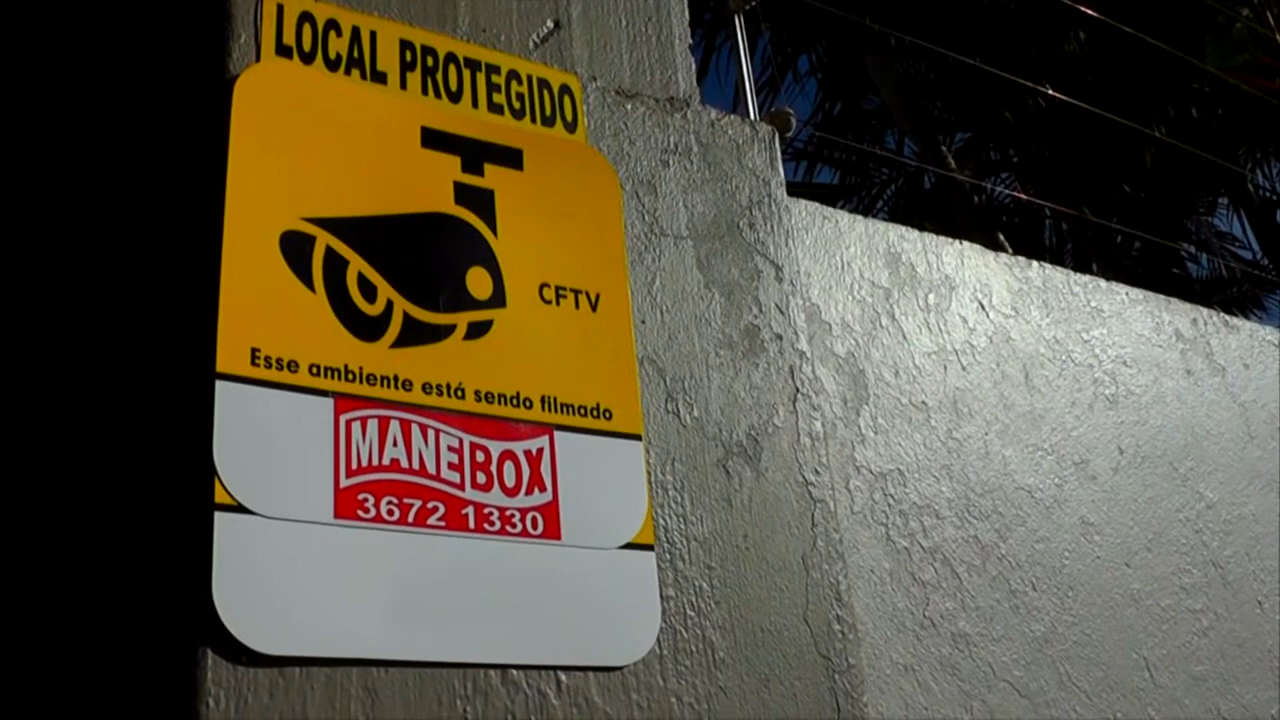 LOCAL PROTEGIDO
CFTV
Esse ambiente está sendo filmado
MANEBOX
3672 1330